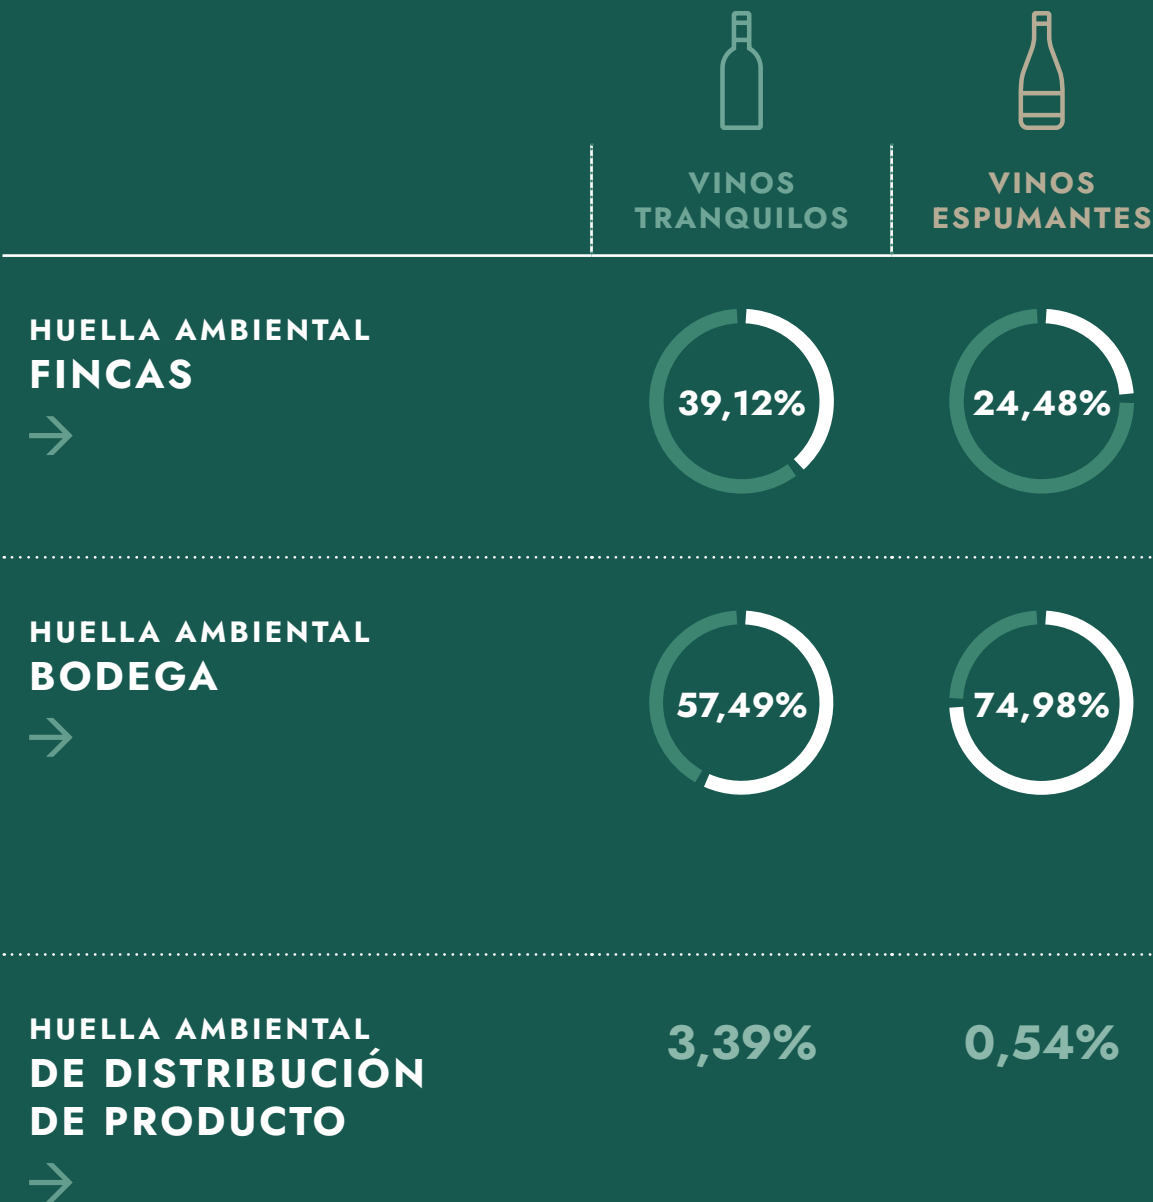 VINOS
TRANQUILOS
VINOS
ESPUMANTES
HUELLA AMBIENTAL
FINCAS
39,12%
24,48%
HUELLA AMBIENTAL
BODEGA
57,49%
74,98%
HUELLA AMBIENTAL
DE DISTRIBUCIÓN
DE PRODUCTO
3,39%
0,54%